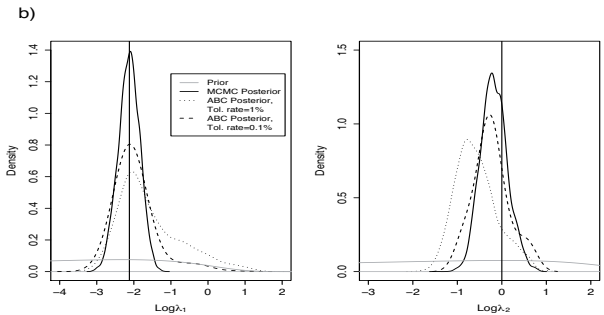 b)
Density
0.0 0.2 0.4 0.6 0.8 1.0 1.2 1.4
Prior
MCMC Posterior
ABC Posterior,
Tol. rate=1%
ABC Posterior,
Tol. rate=0.1%
−4 −3 −2 −1 0 1 2
Logλ₁
Density
0.0 0.5 1.0 1.5
−3 −2 −1 0 1 2
Logλ₂